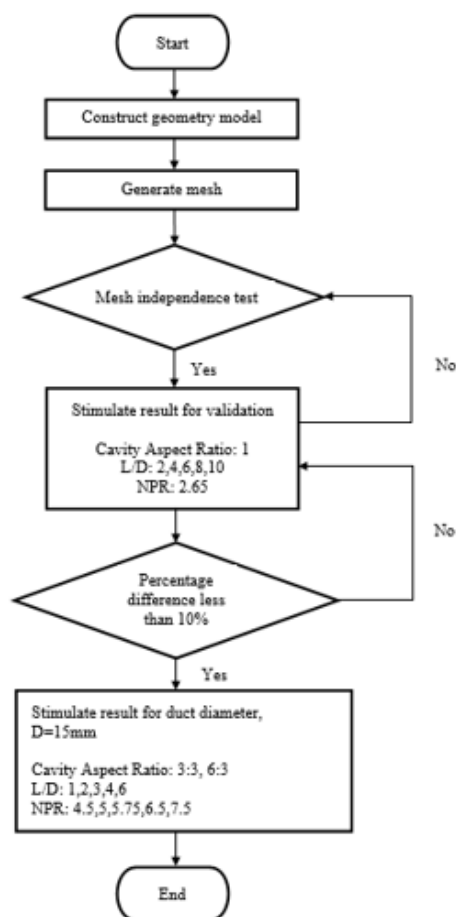 Start
Construct geometry model
Generate mesh
Mesh independence test
Yes
No
Stimulate result for validation
Cavity Aspect Ratio: 1
L/D: 2,4,6,8,10
NPR: 2.65
No
Percentage
difference less
than 10%
Yes
Stimulate result for duct diameter,
D=15mm
Cavity Aspect Ratio: 3:3, 6:3
L/D: 1,2,3,4,6
NPR: 4.5,5,5.75,6.5,7.5
End